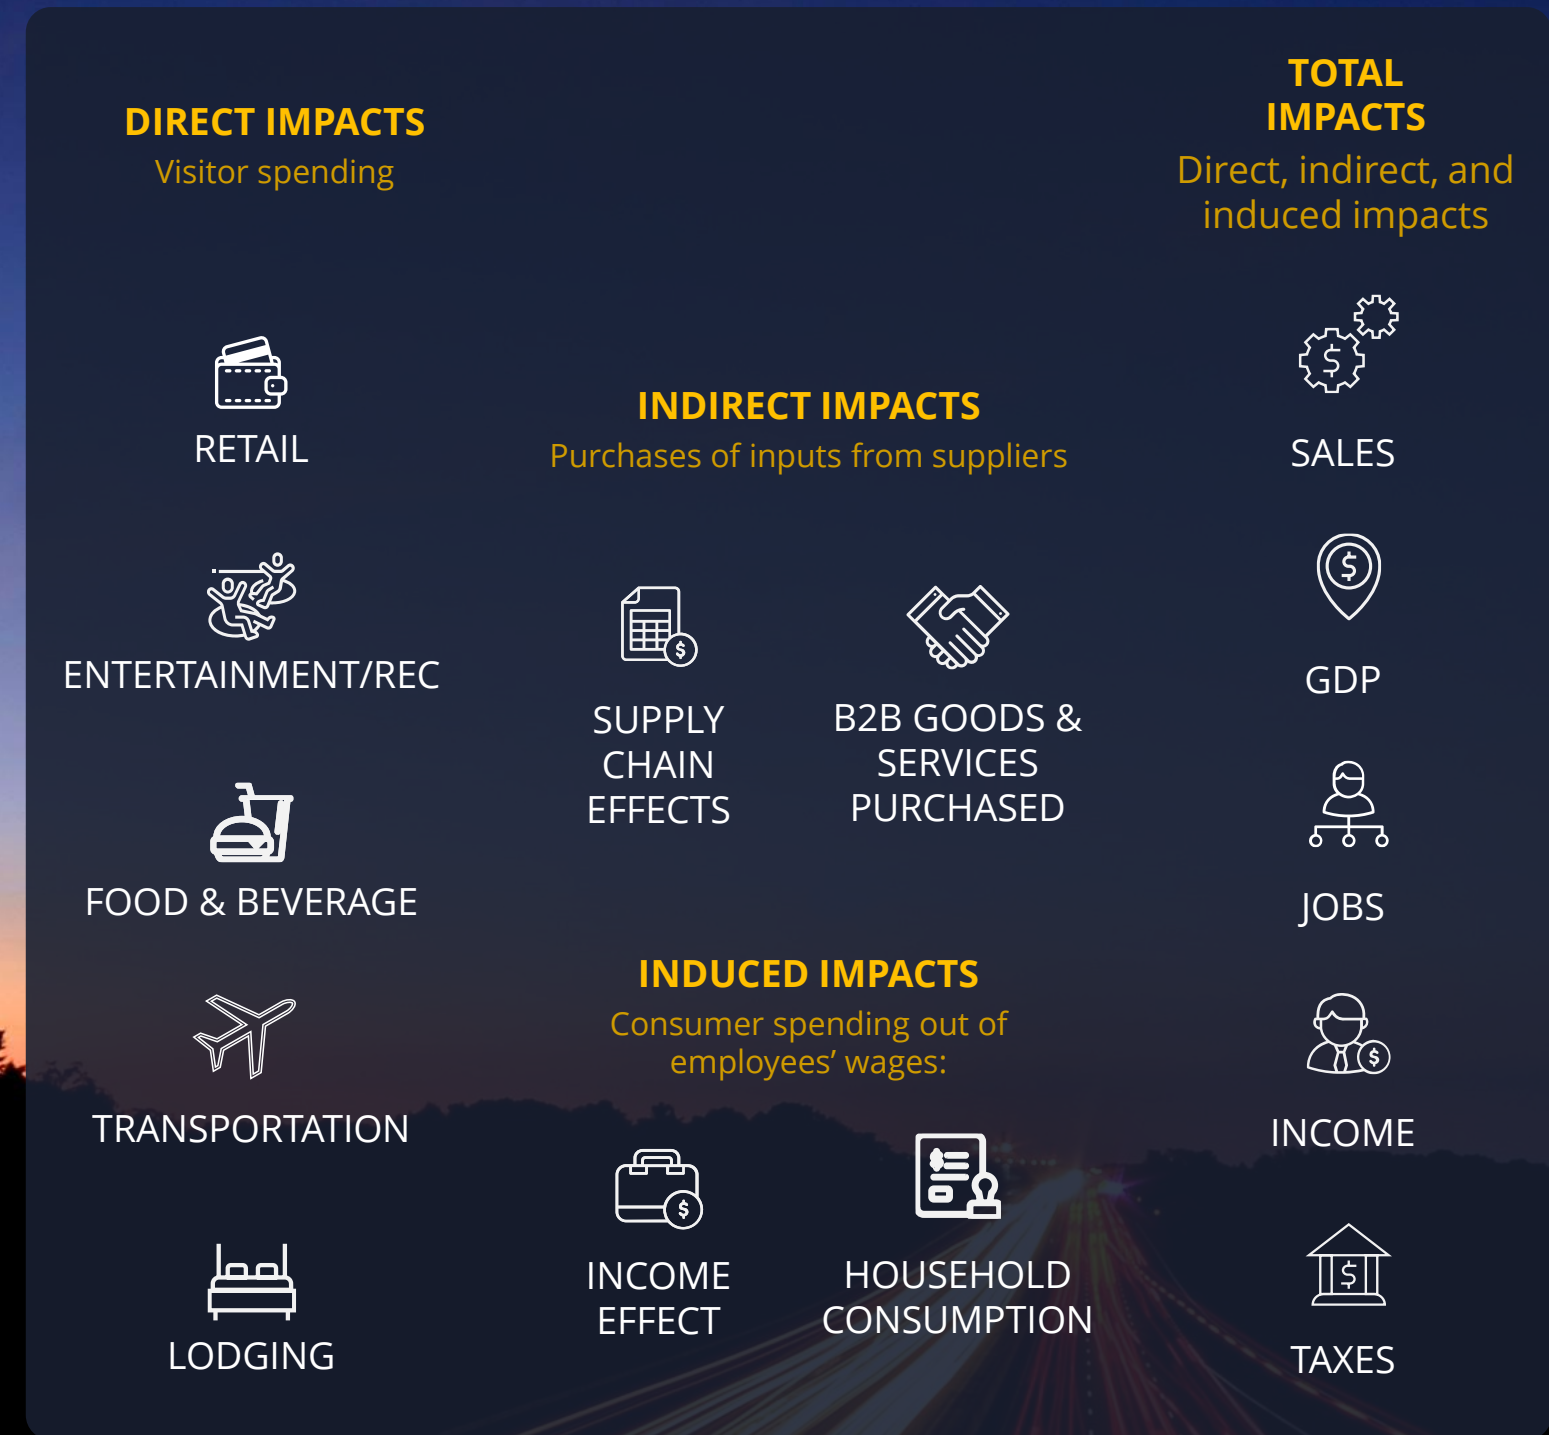 DIRECT IMPACTS
Visitor spending
RETAIL
ENTERTAINMENT/REC
FOOD & BEVERAGE
TRANSPORTATION
LODGING
INDIRECT IMPACTS
Purchases of inputs from suppliers
SUPPLY
CHAIN
EFFECTS
B2B GOODS &
SERVICES
PURCHASED
INDUCED IMPACTS
Consumer spending out of
employees’ wages:
INCOME
EFFECT
HOUSEHOLD
CONSUMPTION
TOTAL
IMPACTS
Direct, indirect, and
induced impacts
$
SALES
$
GDP
JOBS
$
INCOME
$
TAXES